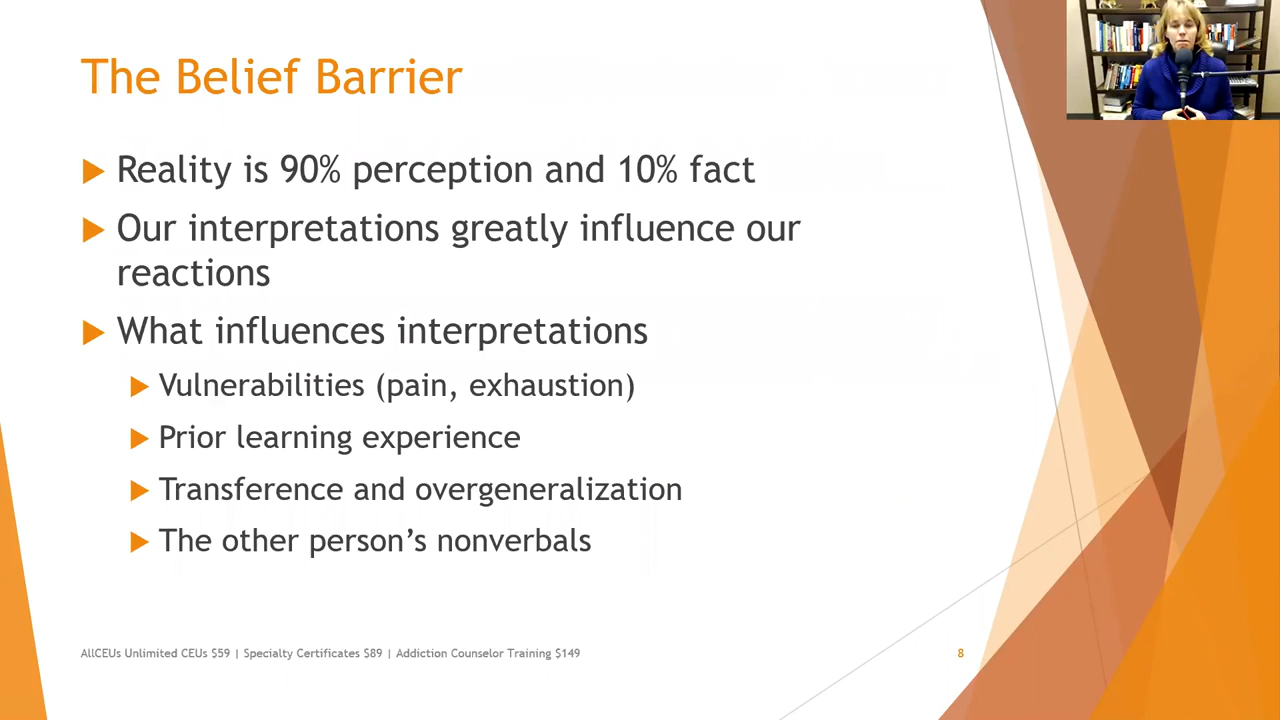 The Belief Barrier
Reality is 90% perception and 10% fact
Our interpretations greatly influence our
reactions
What influences interpretations
Vulnerabilities (pain, exhaustion)
Prior learning experience
Transference and overgeneralization
The other person’s nonverbals
AllCEUs Unlimited CEUs $59 | Specialty Certificates $89 | Addiction Counselor Training $149
8